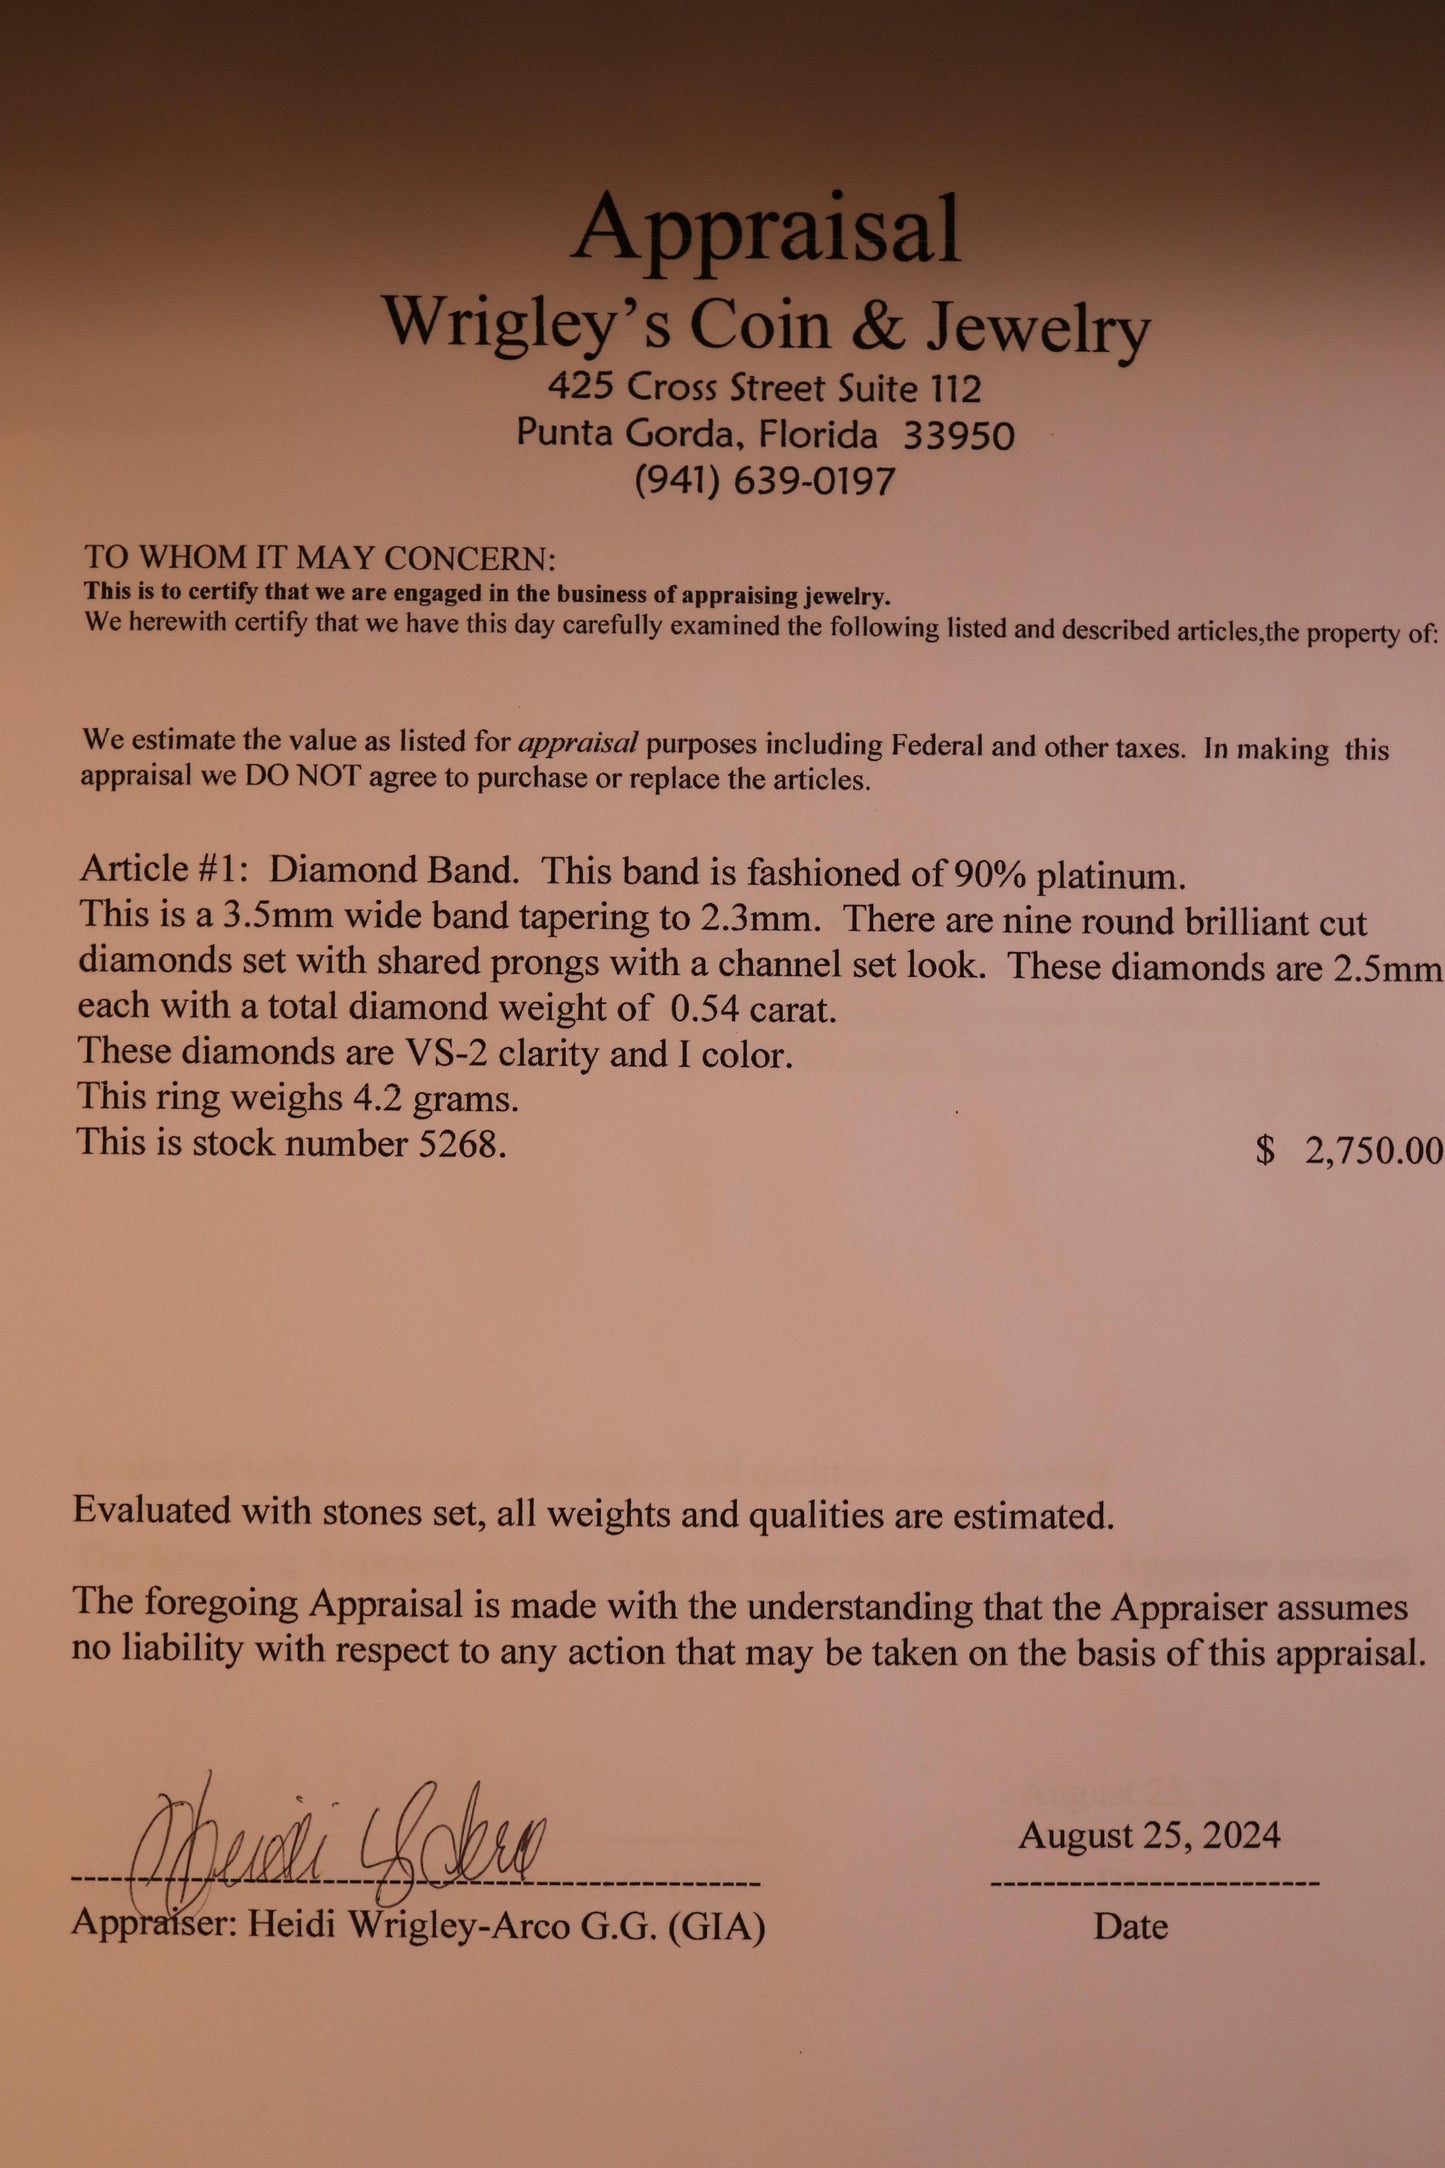 Appraisal
Wrigley's Coin & Jewelry
425 Cross Street Suite 112
Punta Gorda, Florida 33950
(941) 639-0197
TO WHOM IT MAY CONCERN:
This is to certify that we are engaged in the business of appraising jewelry.
We herewith certify that we have this day carefully examined the following listed and described articles,the property of:
We estimate the value as listed for appraisal purposes including Federal and other taxes. In making this
appraisal we DO NOT agree to purchase or replace the articles.
Article #1: Diamond Band. This band is fashioned of 90% platinum.
This is a 3.5mm wide band tapering to 2.3mm. There are nine round brilliant cut
diamonds set with shared prongs with a channel set look. These diamonds are 2.5mm
each with a total diamond weight of 0.54 carat.
These diamonds are VS-2 clarity and I color.
This ring weighs 4.2 grams.
This is stock number 5268. $ 2,750.00
Evaluated with stones set, all weights and qualities are estimated.
The foregoing Appraisal is made with the understanding that the Appraiser assumes
no liability with respect to any action that may be taken on the basis of this appraisal.
Heidi
August 25, 2024
Appraiser: Heidi Wrigley-Arco G.G. (GIA) Date